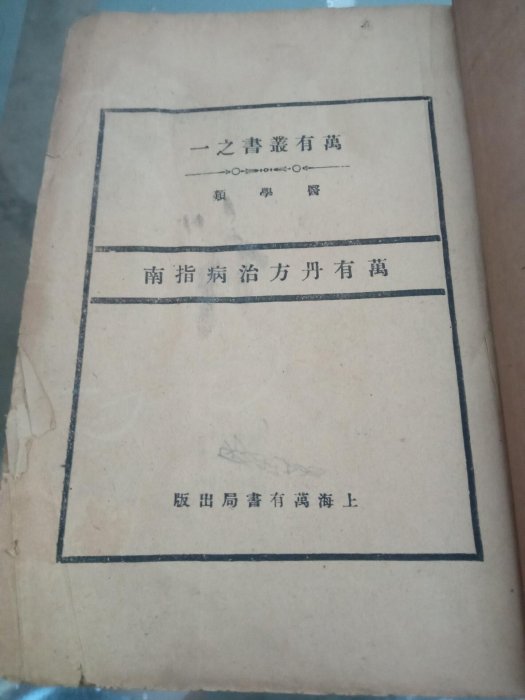 萬有叢書之一
醫學類
萬有丹方治病指南
上海萬有書局出版